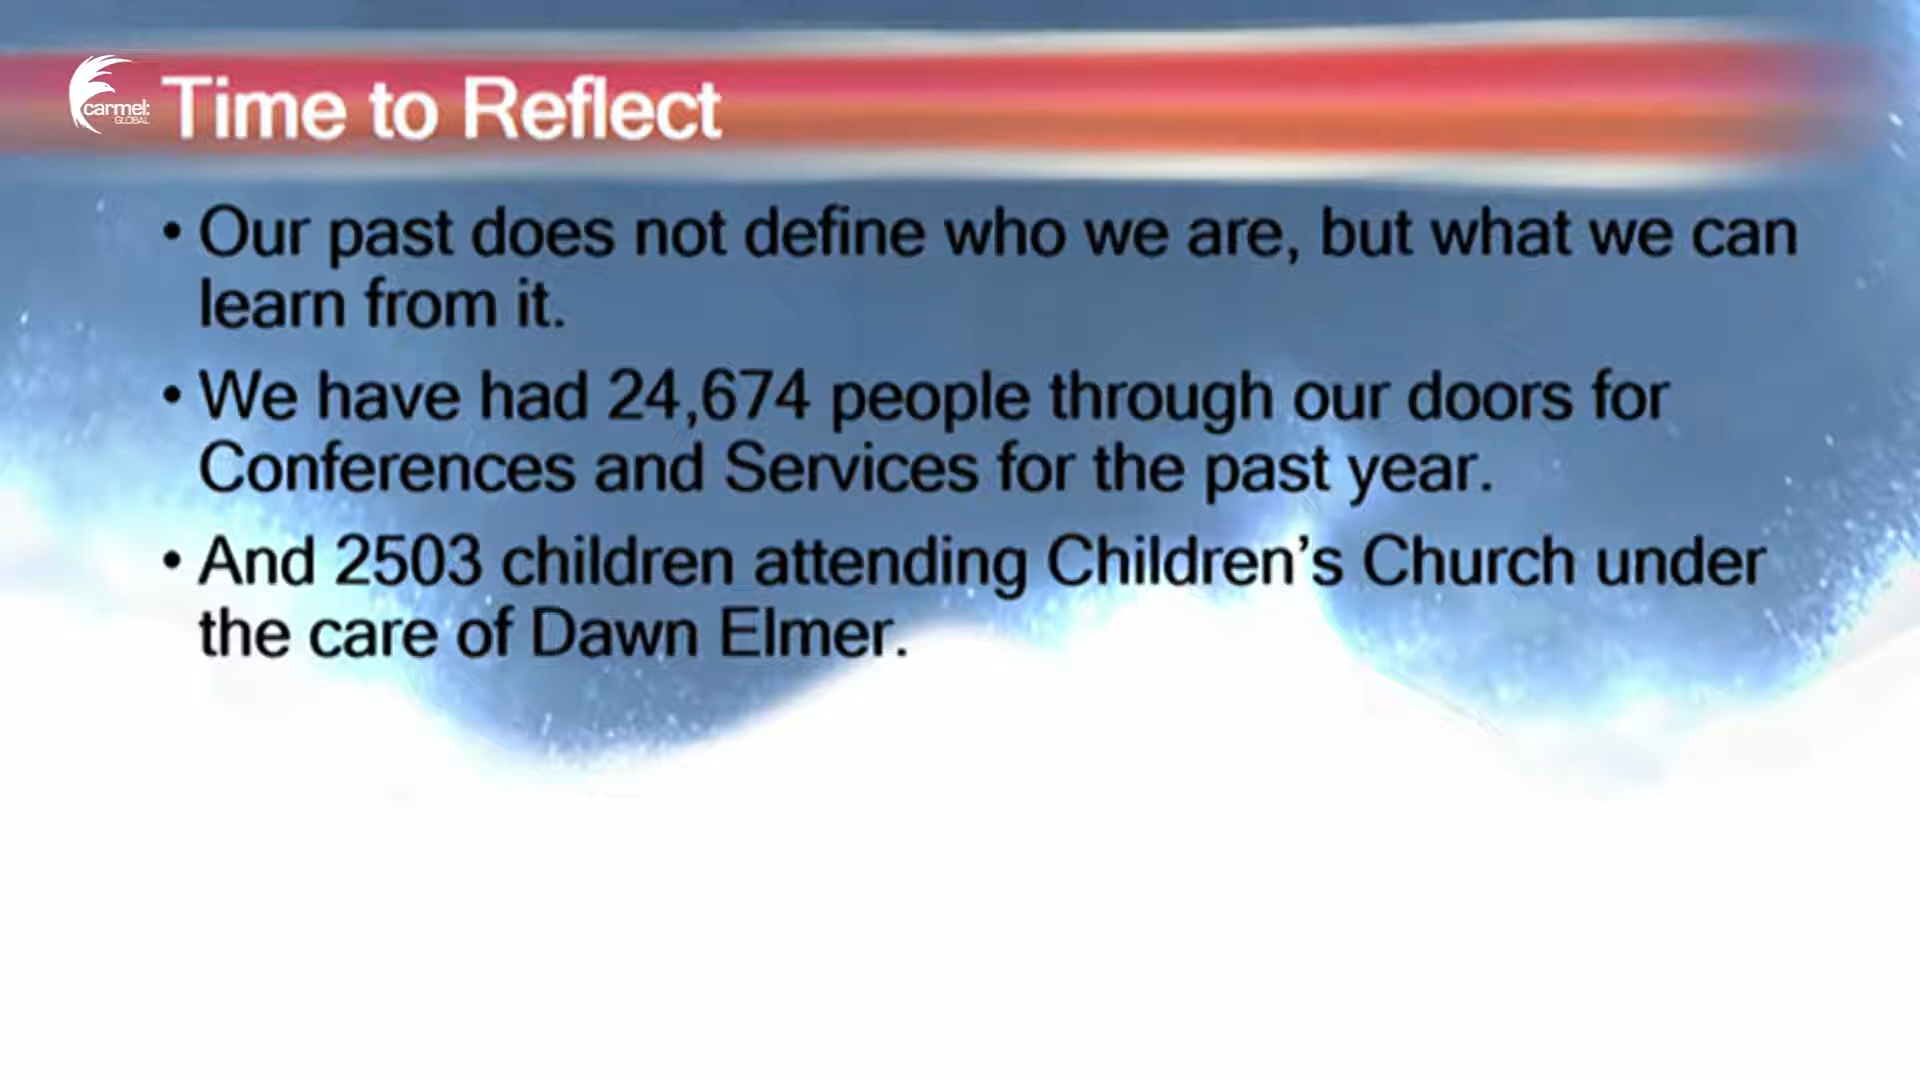 carmel:
GLOBAL
Time to Reflect
• Our past does not define who we are, but what we can
learn from it.
• We have had 24,674 people through our doors for
Conferences and Services for the past year.
• And 2503 children attending Children’s Church under
the care of Dawn Elmer.